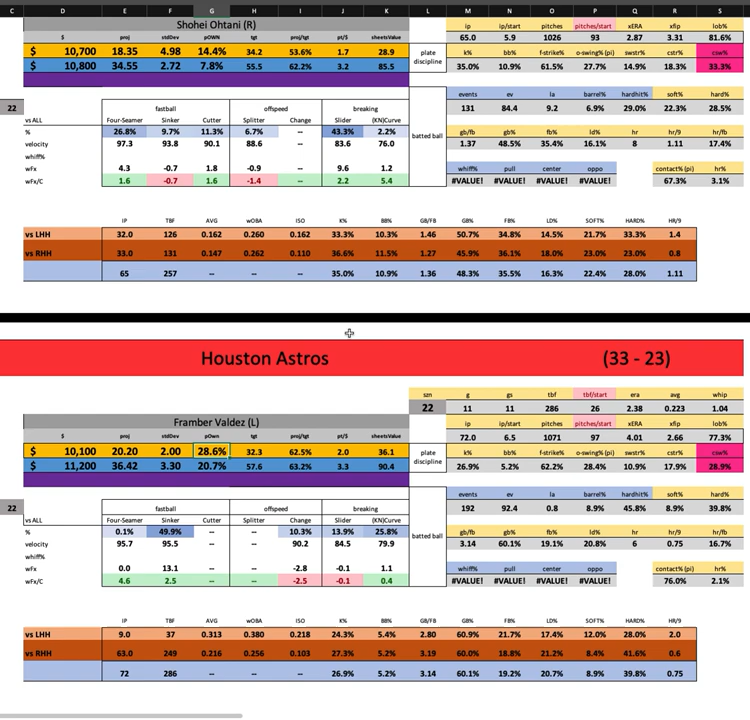 C D E F G H I J K L M N O P Q R S
Shohei Ohtani (R) ip ip/start pitches pitches/start xERA xfip lob%
$ proj stdDev pOWN tgt proj/tgt pt/$ sheetsValue 65.0 5.9 1026 93 2.87 3.31 81.6%
$ 10,700 18.35 4.98 14.4% 34.2 53.6% 1.7 28.9 plate discipline k% bb% f-strike% o-swing% (pi) swstr% cstr% csw%
$ 10,800 34.55 2.72 7.8% 55.5 62.2% 3.2 85.5 35.0% 10.9% 61.5% 27.7% 14.9% 18.3% 33.3%
events ev la barrel% hardhit% soft% hard%
22 fastball offspeed breaking 131 84.4 9.2 6.9% 29.0% 22.3% 28.5%
vs ALL Four-Seamer Sinker Cutter Splitter Change Slider (KN)Curve
% 26.8% 9.7% 11.3% 6.7% -- 43.3% 2.2% batted ball gb/fb gb% fb% ld% hr hr/9 hr/fb
velocity 97.3 93.8 90.1 88.6 -- 83.6 76.0 1.37 48.5% 35.4% 16.1% 8 1.11 17.4%
whiff%
wFx 4.3 -0.7 1.8 -0.9 -- 9.6 1.2 whiff% pull center oppo contact% (pi) hr%
wFx/C 1.6 -0.7 1.6 -1.4 -- 2.2 5.4 #VALUE! #VALUE! #VALUE! #VALUE! 67.3% 3.1%
IP TBF AVG wOBA ISO K% BB% GB/FB GB% FB% LD% SOFT% HARD% HR/9
vs LHH 32.0 126 0.162 0.260 0.162 33.3% 10.3% 1.46 50.7% 34.8% 14.5% 21.7% 33.3% 1.4
vs RHH 33.0 131 0.147 0.262 0.110 36.6% 11.5% 1.27 45.9% 36.1% 18.0% 23.0% 23.0% 0.8
65 257 -- -- -- 35.0% 10.9% 1.36 48.3% 35.5% 16.3% 22.4% 28.0% 1.11
Houston Astros (33 - 23)
szn g gs tbf tbf/start era avg whip
22 11 11 286 26 2.38 0.223 1.04
Framber Valdez (L) ip ip/start pitches pitches/start xERA xfip lob%
$ proj stdDev pOwn tgt proj/tgt pt/$ sheetsValue 72.0 6.5 1071 97 4.01 2.66 77.3%
$ 10,100 20.20 2.00 28.6% 32.3 62.5% 2.0 36.1 plate discipline k% bb% f-strike% o-swing% (pi) swstr% cstr% csw%
$ 11,200 36.42 3.30 20.7% 57.6 63.2% 3.3 90.4 26.9% 5.2% 62.2% 28.4% 10.9% 17.9% 28.9%
events ev la barrel% hardhit% soft% hard%
22 fastball offspeed breaking 192 92.4 0.8 8.9% 45.8% 8.9% 39.8%
vs ALL Four-Seamer Sinker Cutter Splitter Change Slider (KN)Curve
% 0.1% 49.9% -- -- 10.3% 13.9% 25.8% batted ball gb/fb gb% fb% ld% hr hr/9 hr/fb
velocity 95.7 95.5 -- -- 90.2 84.5 79.9 3.14 60.1% 19.1% 20.8% 6 0.75 16.7%
whiff%
wFx 0.0 13.1 -- -- -2.8 -0.1 1.1 whiff% pull center oppo contact% (pi) hr%
wFx/C 4.6 2.5 -- -- -2.5 -0.1 0.4 #VALUE! #VALUE! #VALUE! #VALUE! 76.0% 2.1%
IP TBF AVG wOBA ISO K% BB% GB/FB GB% FB% LD% SOFT% HARD% HR/9
vs LHH 9.0 37 0.313 0.380 0.218 24.3% 5.4% 2.80 60.9% 21.7% 17.4% 12.0% 28.0% 2.0
vs RHH 63.0 249 0.216 0.256 0.103 27.3% 5.2% 3.19 60.0% 18.8% 21.2% 8.4% 41.6% 0.6
72 286 -- -- -- 26.9% 5.2% 3.14 60.1% 19.2% 20.7% 8.9% 39.8% 0.75